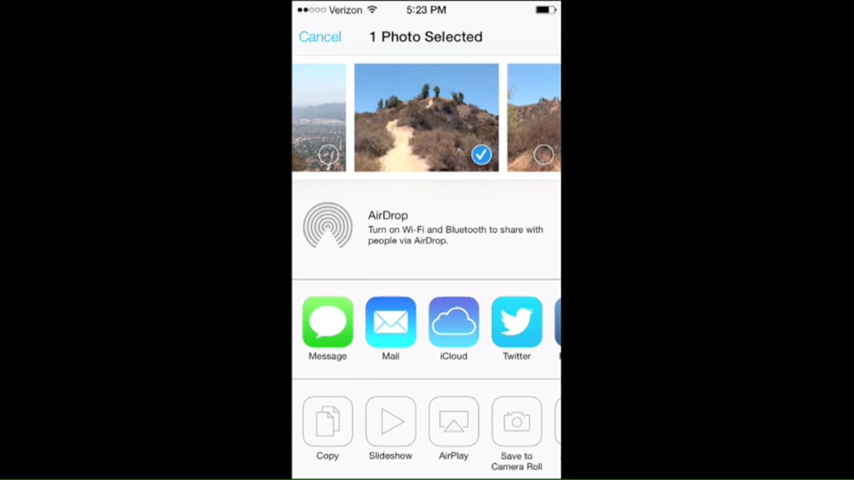 Verizon 5:23 PM
Cancel 1 Photo Selected
AirDrop
Turn on Wi-Fi and Bluetooth to share with
people via AirDrop.
Message Mail iCloud Twitter
Copy Slideshow AirPlay Save to
Camera Roll